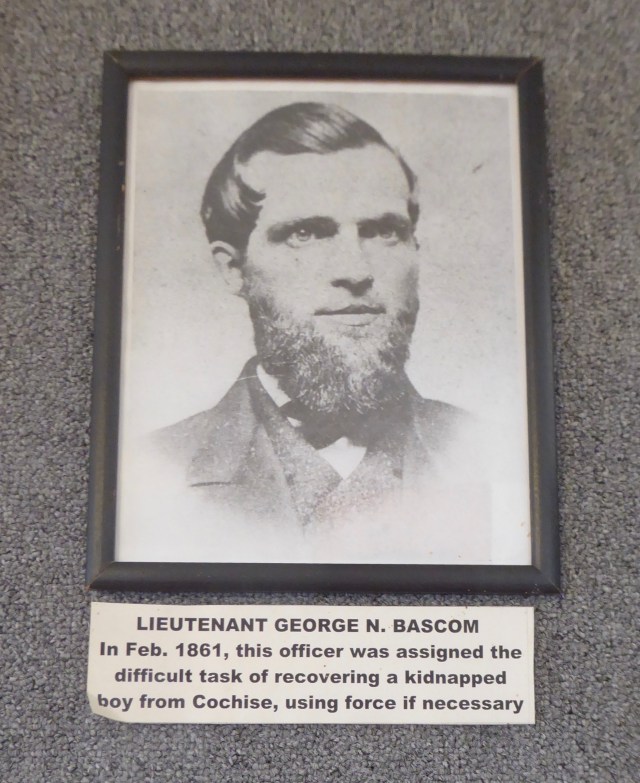 LIEUTENANT GEORGE N. BASCOM
In Feb. 1861, this officer was assigned the
difficult task of recovering a kidnapped
boy from Cochise, using force if necessary